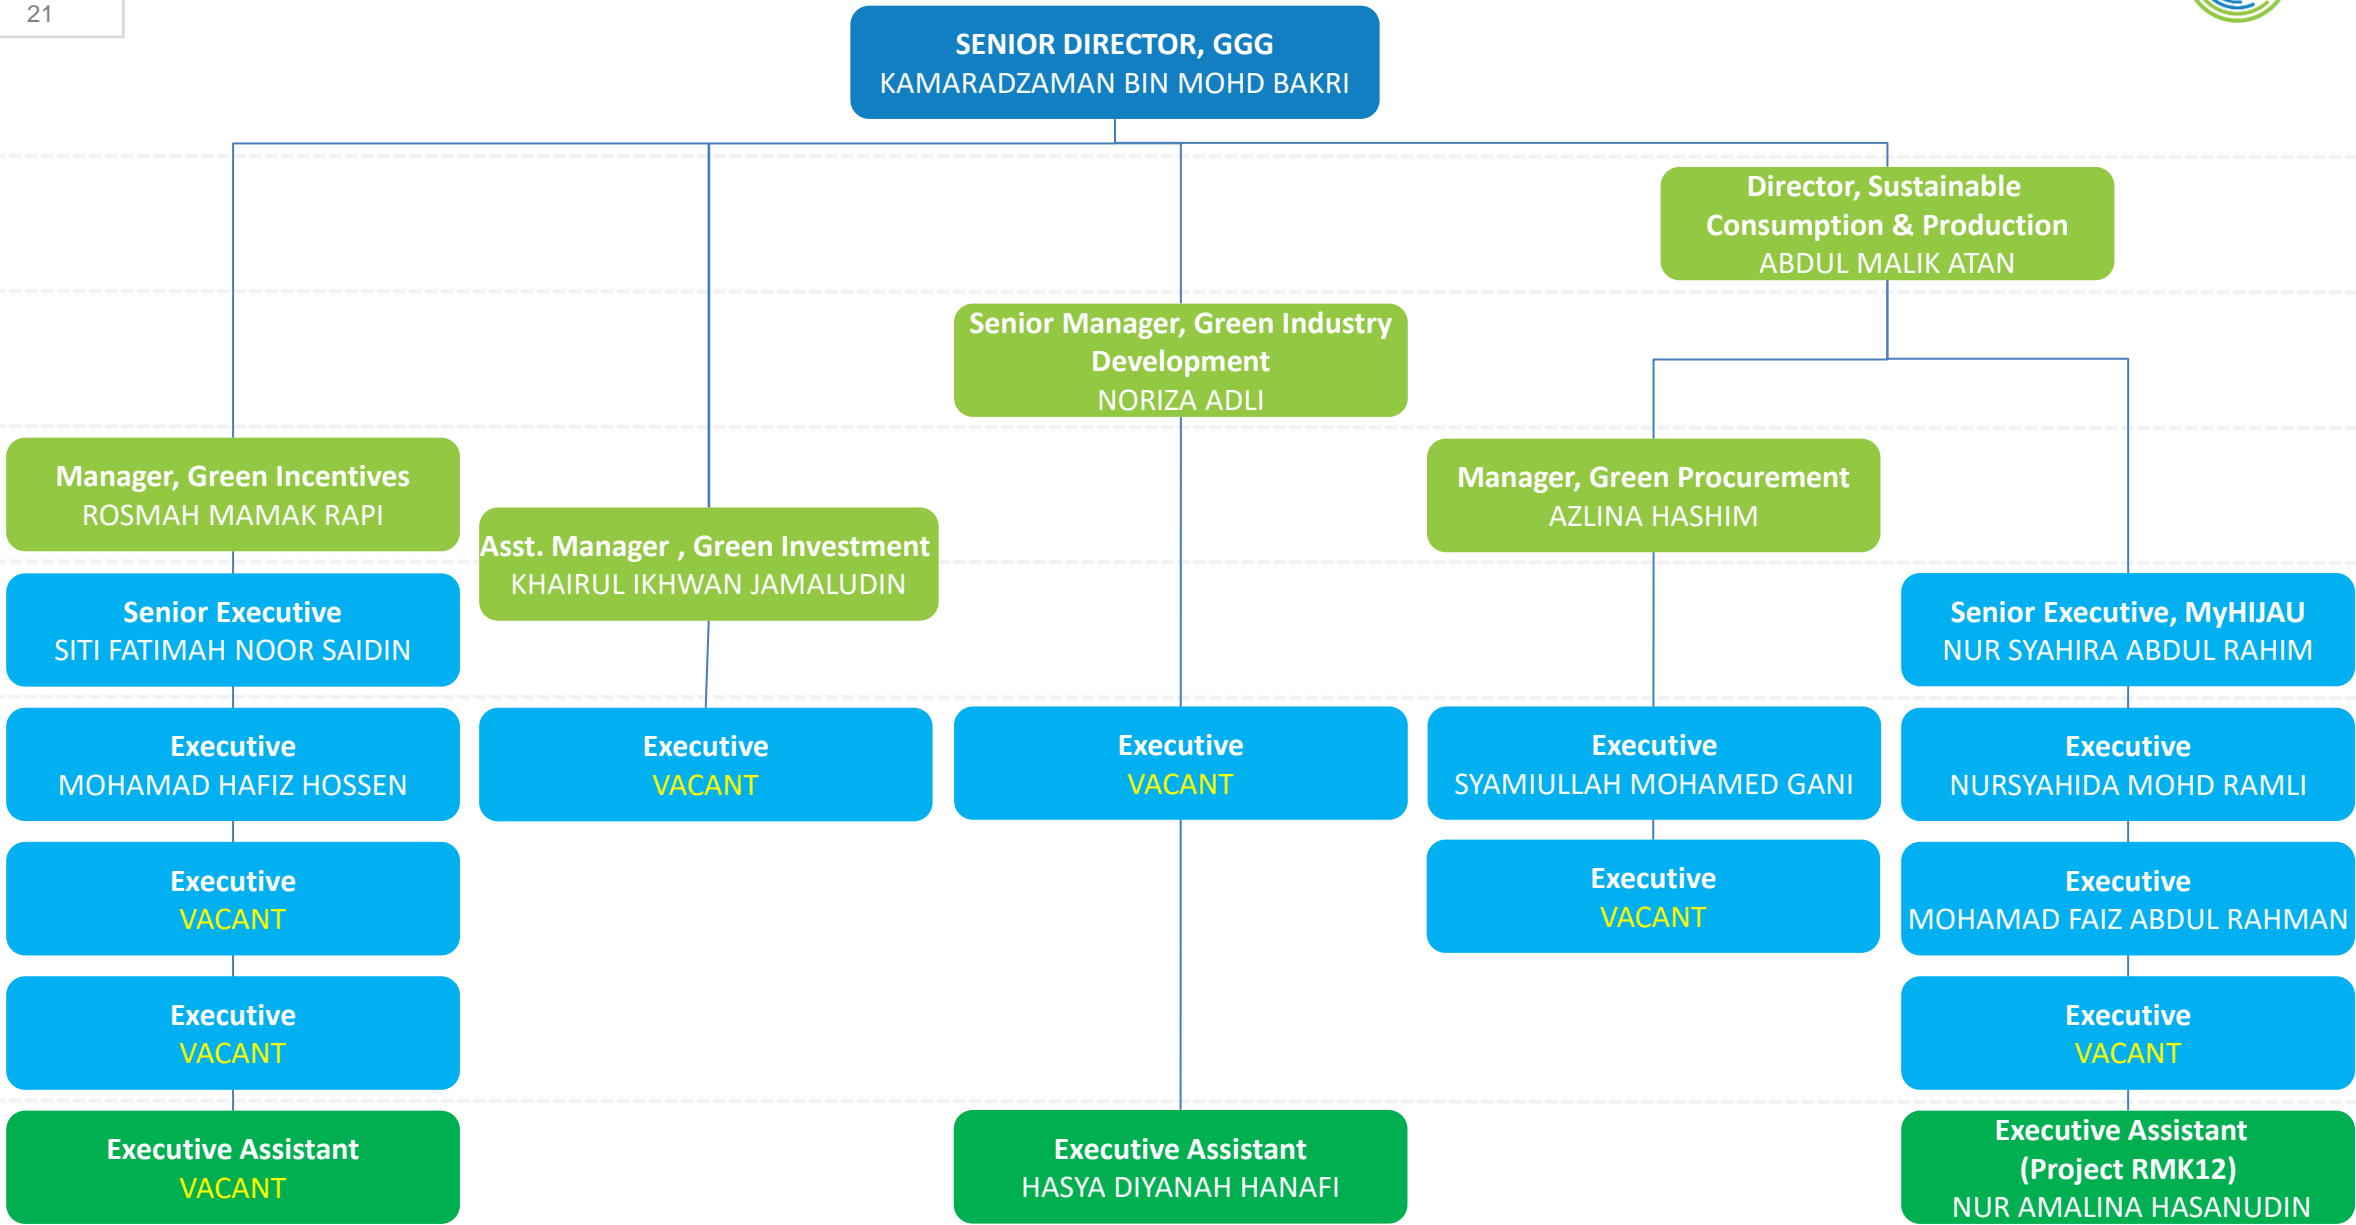 21
SENIOR DIRECTOR, GGG
KAMARADZAMAN BIN MOHD BAKRI
Director, Sustainable
Consumption & Production
ABDUL MALIK ATAN
Senior Manager, Green Industry
Development
NORIZA ADLI
Manager, Green Incentives
ROSMAH MAMAK RAPI
Manager, Green Procurement
AZLINA HASHIM
Asst. Manager , Green Investment
KHAIRUL IKHWAN JAMALUDIN
Senior Executive
SITI FATIMAH NOOR SAIDIN
Senior Executive, MyHIJAU
NUR SYAHIRA ABDUL RAHIM
Executive
MOHAMAD HAFIZ HOSSEN
Executive
VACANT
Executive
VACANT
Executive
SYAMIULLAH MOHAMED GANI
Executive
NURSYAHIDA MOHD RAMLI
Executive
VACANT
Executive
VACANT
Executive
MOHAMAD FAIZ ABDUL RAHMAN
Executive
VACANT
Executive
VACANT
Executive Assistant
VACANT
Executive Assistant
HASYA DIYANAH HANAFI
Executive Assistant
(Project RMK12)
NUR AMALINA HASANUDIN